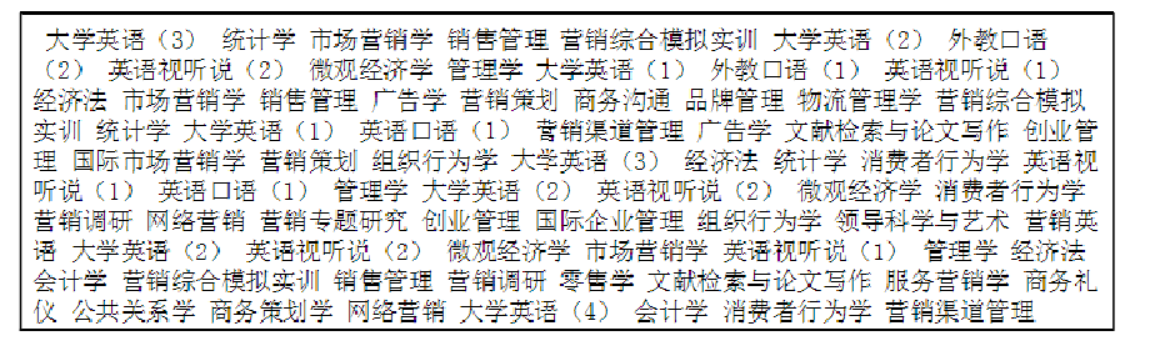 大学英语（3） 统计学 市场营销学 销售管理 营销综合模拟实训 大学英语（2） 外教口语
（2） 英语视听说（2） 微观经济学 管理学 大学英语（1） 外教口语（1） 英语视听说（1）
经济法 市场营销学 销售管理 广告学 营销策划 商务沟通 品牌管理 物流管理学 营销综合模拟
实训 统计学 大学英语（1） 英语口语（1） 营销渠道管理 广告学 文献检索与论文写作 创业管
理 国际市场营销学 营销策划 组织行为学 大学英语（3） 经济法 统计学 消费者行为学 英语视
听说（1） 英语口语（1） 管理学 大学英语（2） 英语视听说（2） 微观经济学 消费者行为学
营销调研 网络营销 营销专题研究 创业管理 国际企业管理 组织行为学 领导科学与艺术 营销英
语 大学英语（2） 英语视听说（2） 微观经济学 市场营销学 英语视听说（1） 管理学 经济法
会计学 营销综合模拟实训 销售管理 营销调研 零售学 文献检索与论文写作 服务营销学 商务礼
仪 公共关系学 商务策划学 网络营销 大学英语（4） 会计学 消费者行为学 营销渠道管理